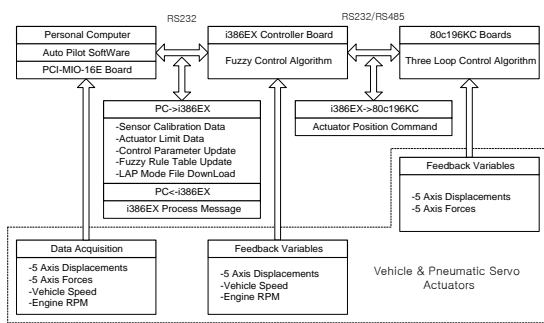 RS232
RS232/RS485
Personal Computer
Auto Pilot SoftWare
PCI-MIO-16E Board
i386EX Controller Board
Fuzzy Control Algorithm
80c196KC Boards
Three Loop Control Algorithm
PC->i386EX
-Sensor Calibration Data
-Actuator Limit Data
-Control Parameter Update
-Fuzzy Rule Table Update
-LAP Mode File DownLoad
PC<-i386EX
i386EX Process Message
i386EX->80c196KC
Actuator Position Command
Feedback Variables
-5 Axis Displacements
-5 Axis Forces
Data Acquisition
-5 Axis Displacements
-5 Axis Forces
-Vehicle Speed
-Engine RPM
Feedback Variables
-5 Axis Displacements
-Vehicle Speed
-Engine RPM
Vehicle & Pneumatic Servo
Actuators